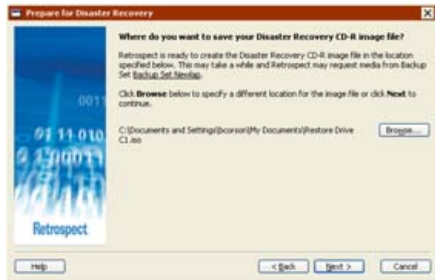 Prepare for Disaster Recovery
Where do you want to save your Disaster Recovery CD-R image file?
Retrospect is ready to create the Disaster Recovery CD-R image file in the location
specified below. This may take a while and Retrospect may request media from Backup
Set Backup Set Newlap.
Click Browse below to specify a different location for the image file or click Next to
continue.
C:\Documents and Settings\bcorson\My Documents\Restore Drive
C1.iso
Browse...
Retrospect
Help
< Back
Next >
Cancel